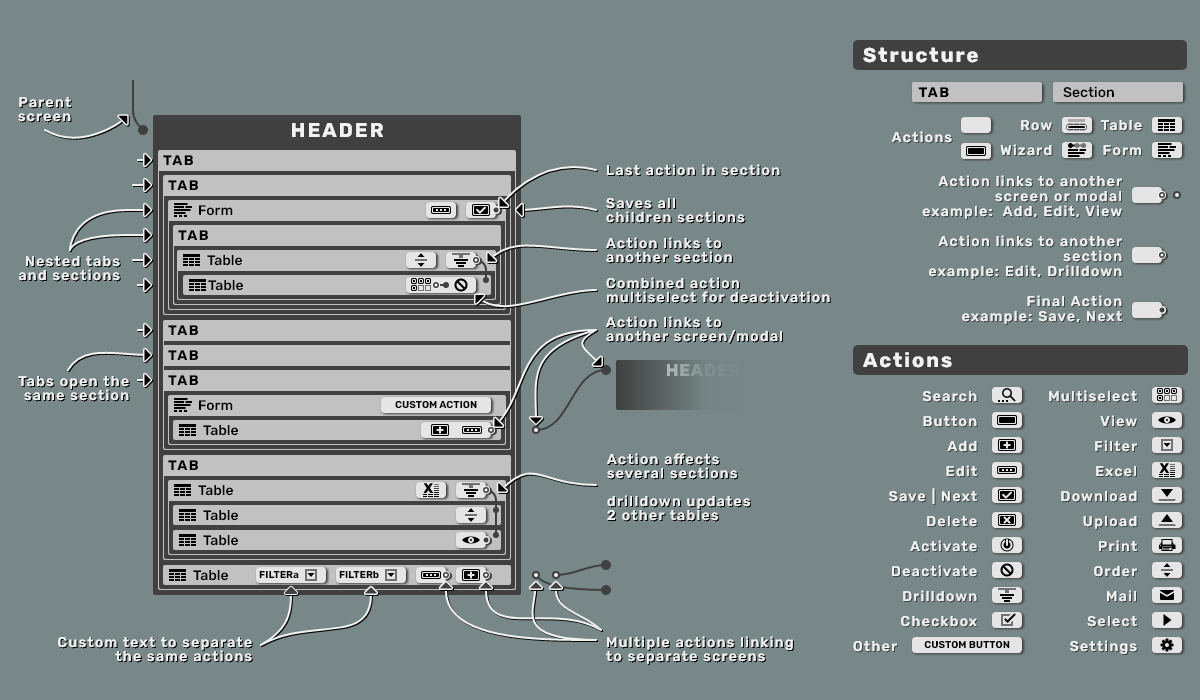 Parent
screen
HEADER
TAB
TAB
Form
TAB
Table
Table
Nested tabs
and sections
TAB
TAB
TAB
Tabs open the
same section
Form
CUSTOM ACTION
Table
TAB
Table
X
Table
Table
Table
FILTERa
FILTERb
Custom text to separate
the same actions
Last action in section
Saves all
children sections
Action links to
another section
Combined action
multiselect for deactivation
Action links to
another screen/modal
HEADER
Action affects
several sections
drilldown updates
2 other tables
Multiple actions linking
to separate screens
Structure
TAB
Section
Actions
Row
Table
Wizard
Form
Action links to another
screen or modal
example: Add, Edit, View
Action links to another
section
example: Edit, Drilldown
Final Action
example: Save, Next
Actions
Search
Multiselect
Button
View
Add
Filter
Edit
Excel
X
Save | Next
Download
Delete
Upload
Activate
Print
Deactivate
Order
Drilldown
Mail
Checkbox
Select
Other
CUSTOM BUTTON
Settings